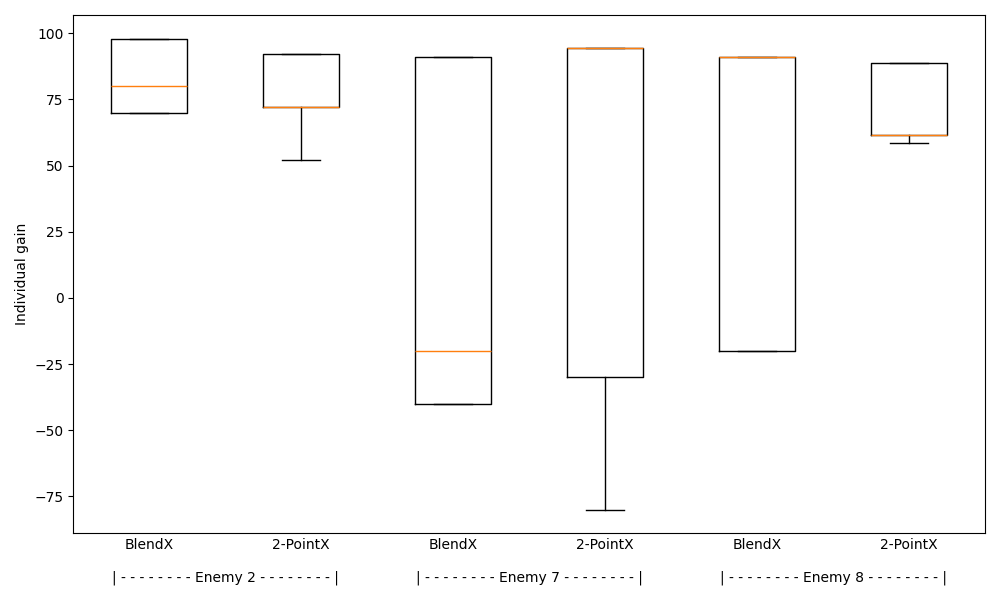 100
75
50
25
0
−25
−50
−75
Individual gain
BlendX 2-PointX BlendX 2-PointX BlendX 2-PointX
| - - - - - - - - Enemy 2 - - - - - - - - | | - - - - - - - - Enemy 7 - - - - - - - - | | - - - - - - - - Enemy 8 - - - - - - - - |